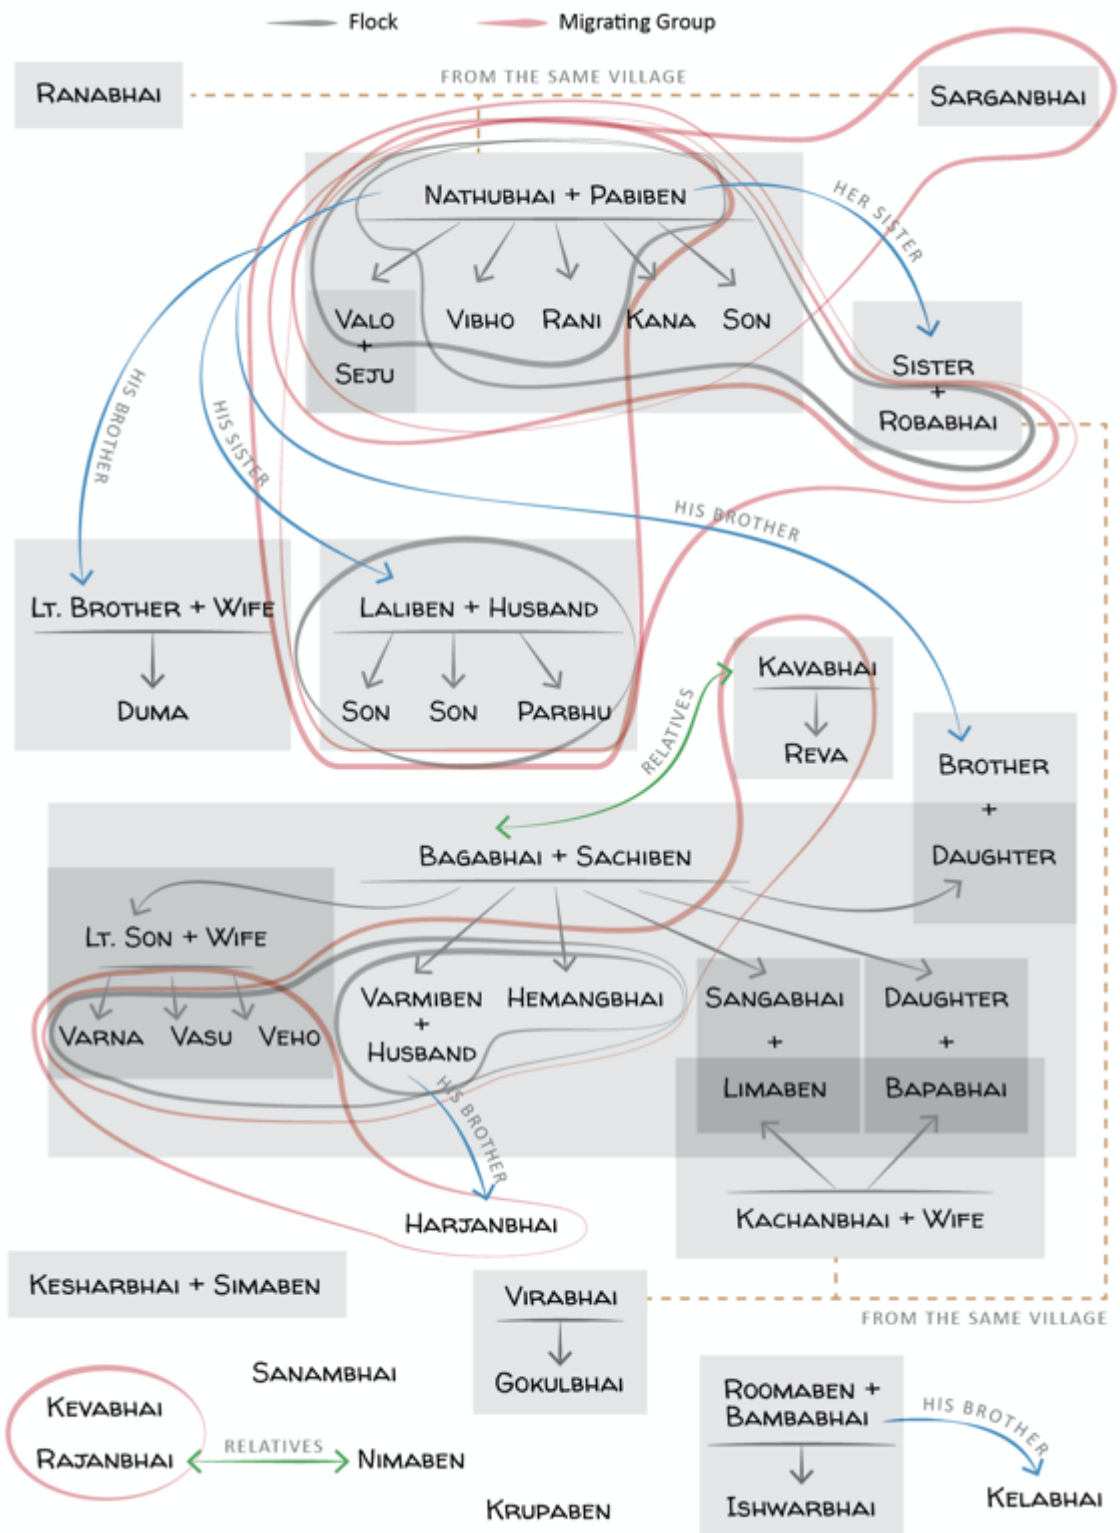 Flock
Migrating Group
FROM THE SAME VILLAGE
RANABHAI
SARGANBHAI
NATHUBHAI + PABIBEN
HER SISTER
VALO
+
SEJU
VIBHO
RANI
KANA
SON
SISTER
+
ROBABHAI
HIS BROTHER
HIS SISTER
HIS BROTHER
LT. BROTHER + WIFE
DUMA
LALIBEN + HUSBAND
SON
SON
PARBHU
KAVABHAI
REVA
RELATIVES
BROTHER
+
DAUGHTER
BAGABHAI + SACHIBEN
LT. SON + WIFE
VARNA
VASU
VEHO
VARMIBEN
+
HUSBAND
HEMANGBHAI
SANGABHAI
+
LIMABEN
DAUGHTER
+
BAPABHAI
HIS BROTHER
HARJANBHAI
KACHANBHAI + WIFE
KESHARBHAI + SIMABEN
VIRABHAI
GOKULBHAI
FROM THE SAME VILLAGE
SANAMBHAI
KEVABHAI
RAJANBHAI
RELATIVES
NIMABEN
KRUPABEN
ROOMABEN +
BAMBABHAI
ISHWARBHAI
HIS BROTHER
KELABHAI